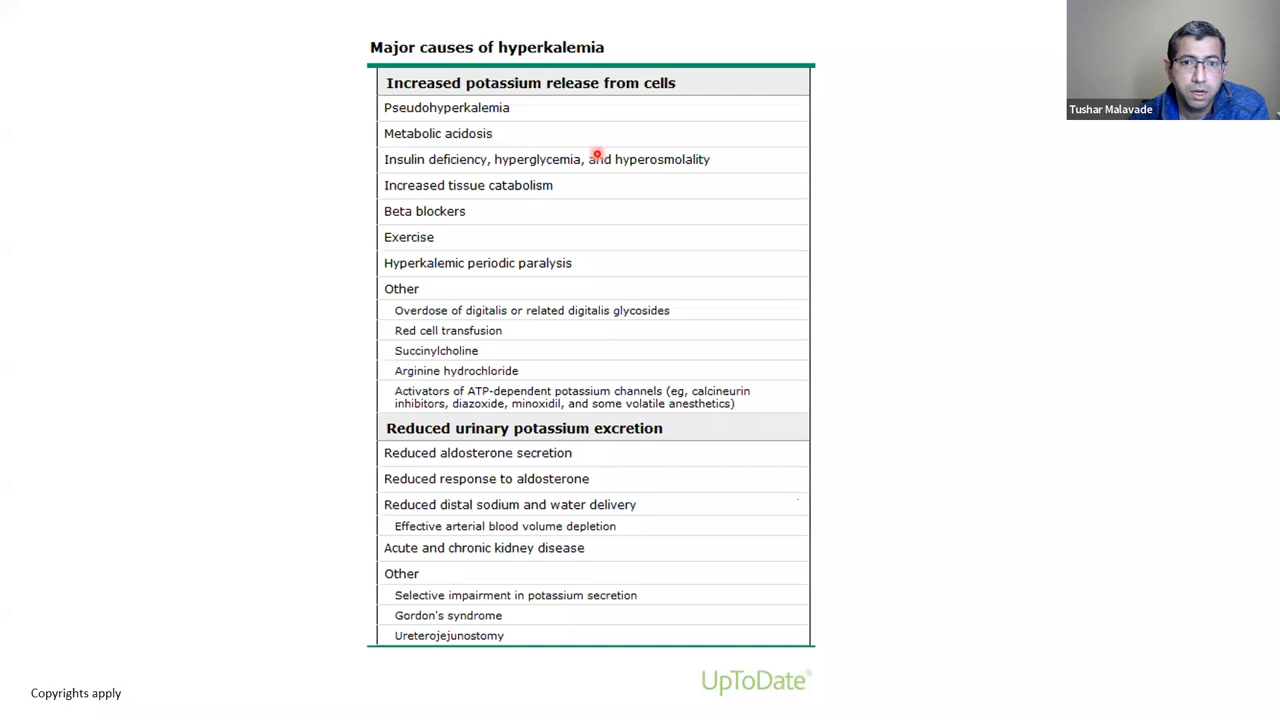 Major causes of hyperkalemia
Increased potassium release from cells
Pseudohyperkalemia
Metabolic acidosis
Insulin deficiency, hyperglycemia, and hyperosmolality
Increased tissue catabolism
Beta blockers
Exercise
Hyperkalemic periodic paralysis
Other
Overdose of digitalis or related digitalis glycosides
Red cell transfusion
Succinylcholine
Arginine hydrochloride
Activators of ATP-dependent potassium channels (eg, calcineurin
inhibitors, diazoxide, minoxidil, and some volatile anesthetics)
Reduced urinary potassium excretion
Reduced aldosterone secretion
Reduced response to aldosterone
Reduced distal sodium and water delivery
Effective arterial blood volume depletion
Acute and chronic kidney disease
Other
Selective impairment in potassium secretion
Gordon's syndrome
Ureterojejunostomy
UpToDate®
Copyrights apply
Tushar Malavade